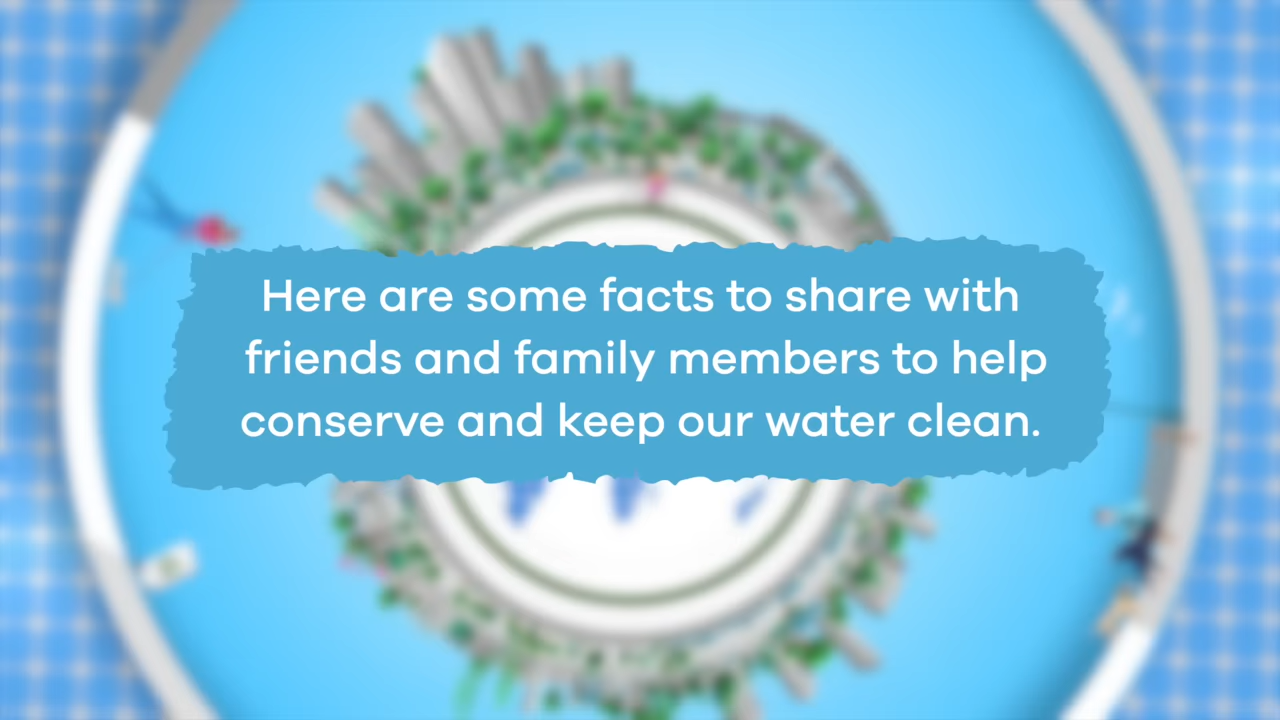 Here are some facts to share with
friends and family members to help
conserve and keep our water clean.